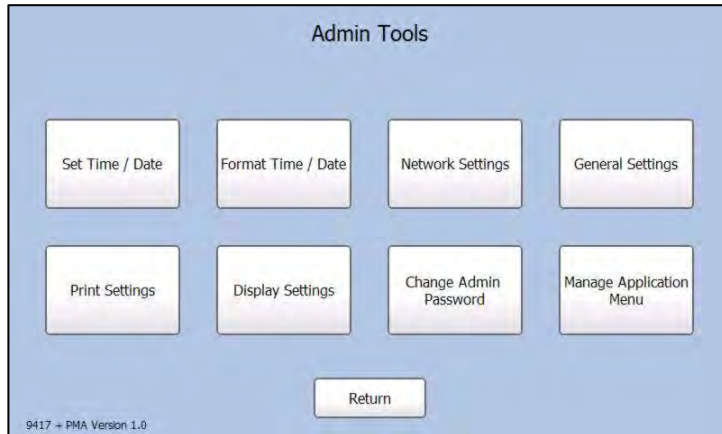 Admin Tools
Set Time / Date
Format Time / Date
Network Settings
General Settings
Print Settings
Display Settings
Change Admin
Password
Manage Application
Menu
Return
9417 + PMA Version 1.0